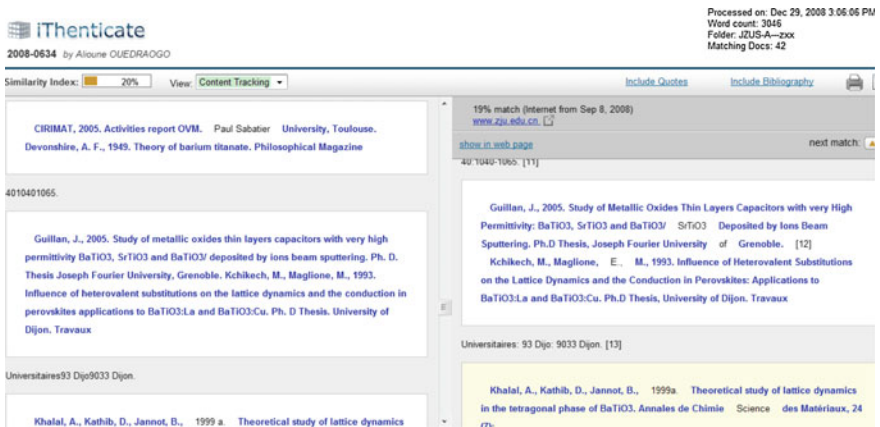 Processed on: Dec 29, 2008 3:06:06 PM
Word count: 3046
Folder: JZUS-A---zxx
Matching Docs: 42
iThenticate
2008-0634 by Alioune OUEDRAOGO
Similarity Index: 20% View: Content Tracking
Include Quotes Include Bibliography
CIRIMAT, 2005. Activities report OVM. Paul Sabatier University, Toulouse.
Devonshire, A. F., 1949. Theory of barium titanate. Philosophical Magazine
4010401065.
Guillan, J., 2005. Study of metallic oxides thin layers capacitors with very high
permittivity BaTiO3, SrTiO3 and BaTiO3/ deposited by ions beam sputtering. Ph. D.
Thesis Joseph Fourier University, Grenoble. Kchikech, M., Maglione, M., 1993.
Influence of heterovalent substitutions on the lattice dynamics and the conduction in
perovskites applications to BaTiO3:La and BaTiO3:Cu. Ph. D Thesis. University of
Dijon. Travaux
Universitaires93 Dijo9033 Dijon.
Khalal, A., Kathib, D., Jannot, B., 1999 a. Theoretical study of lattice dynamics
19% match (Internet from Sep 8, 2008)
www.zju.edu.cn
show in web page next match:
40:1040-1065. [11]
Guillan, J., 2005. Study of Metallic Oxides Thin Layers Capacitors with very High
Permittivity: BaTiO3, SrTiO3 and BaTiO3/ SrTiO3 Deposited by Ions Beam
Sputtering. Ph.D Thesis, Joseph Fourier University of Grenoble. [12]
Kchikech, M., Maglione, E., M., 1993. Influence of Heterovalent Substitutions
on the Lattice Dynamics and the Conduction in Perovskites: Applications to
BaTiO3:La and BaTiO3:Cu. Ph.D Thesis, University of Dijon. Travaux
Universitaires: 93 Dijo: 9033 Dijon. [13]
Khalal, A., Kathib, D., Jannot, B., 1999a. Theoretical study of lattice dynamics
in the tetragonal phase of BaTiO3. Annales de Chimie Science des Matériaux, 24
(7):